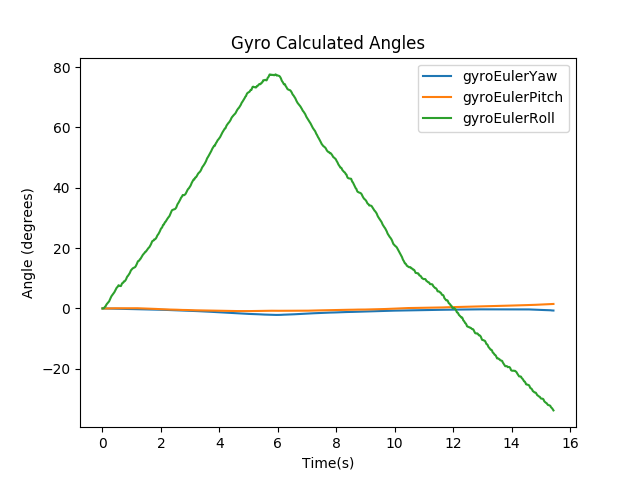 Gyro Calculated Angles
gyroEulerYaw
gyroEulerPitch
gyroEulerRoll
Angle (degrees)
80
60
40
20
0
−20
0 2 4 6 8 10 12 14 16
Time(s)